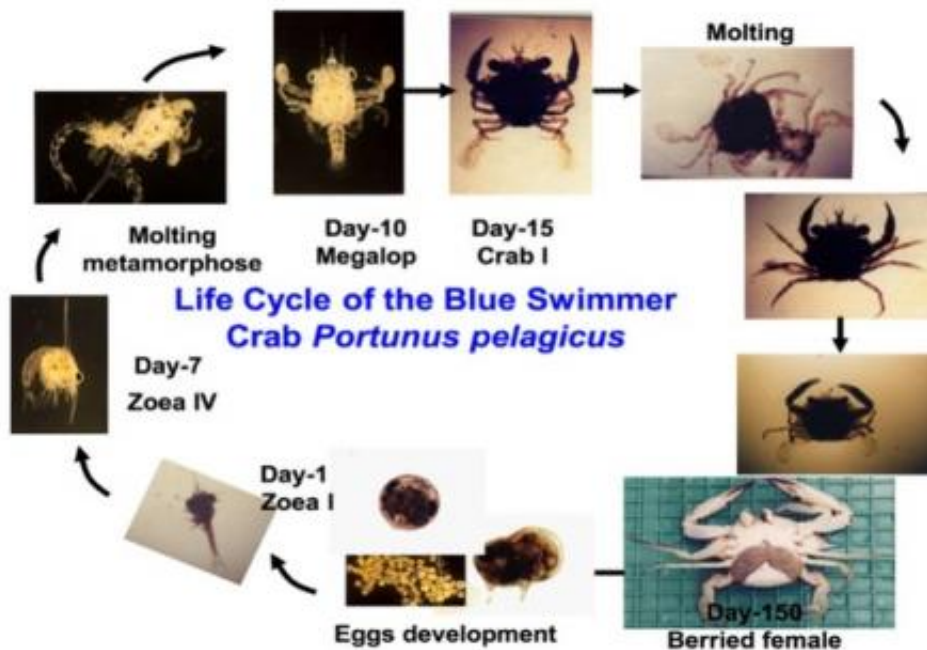 Molting
Day-10
Megalop
Day-15
Crab I
Molting
metamorphose
Life Cycle of the Blue Swimmer
Crab Portunus pelagicus
Day-7
Zoea IV
Day-1
Zoea I
Eggs development
Day-150
Berried female